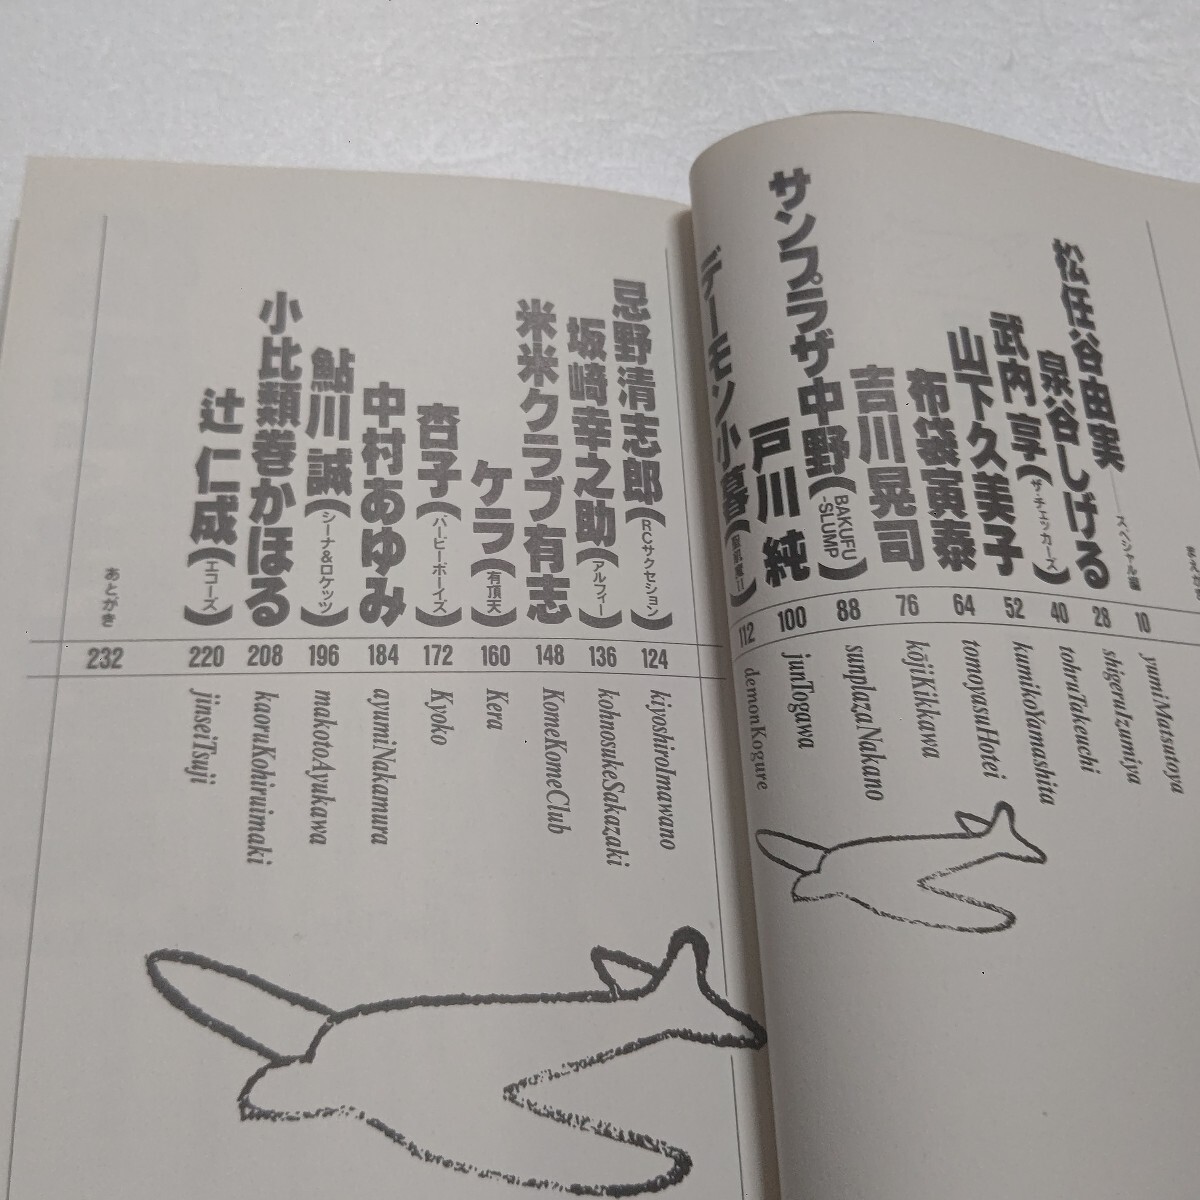 まえがき
松任谷由実——スペシャル編 10 yumiMatsutoya
泉谷しげる 28 shigeruIzumiya
武内 享（ザ・チェッカーズ） 40 tohruTakeuchi
山下久美子 52 kumikoYamashita
布袋寅泰 64 tomoyasuHotei
吉川晃司 76 kōjiKikkawa
サンプラザ中野（BAKUFU-SLUMP） 88 sunplazaNakano
戸川 純 100 junTogawa
デーモン小暮 112 demonKogure
忌野清志郎（RCサクセション） 124 kiyoshiroImawano
坂崎幸之助（アルフィー） 136 kohnosukeSakazaki
米米クラブ有志 148 KomeKomeClub
ケラ（有頂天） 160 Kera
杏子（バービーボーイズ） 172 Kyoko
中村あゆみ 184 ayumiNakamura
鮎川 誠（シーナ&ロケッツ） 196 makotoAyukawa
小比類巻かほる 208 kaoruKohiruimaki
辻 仁成（エコーズ） 220 jinseiTsuji
あとがき 232